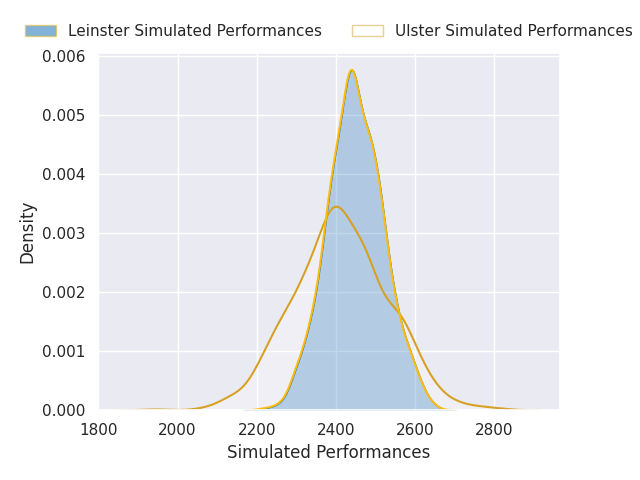 Leinster Simulated Performances Ulster Simulated Performances
0.006
0.005
0.004
0.003
0.002
0.001
0.000
Density
1800 2000 2200 2400 2600 2800
Simulated Performances